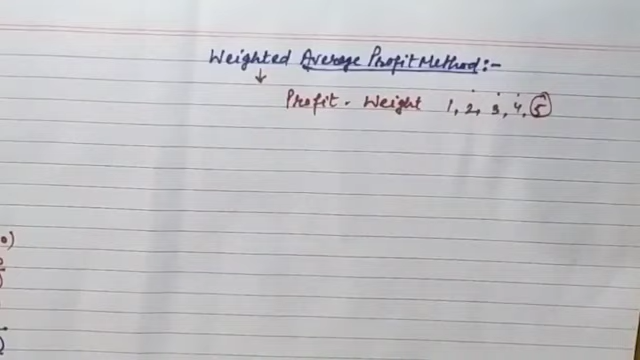 Weighted Average Profit Method :-
↓
Profit - Weight 1, 2, 3, 4, 5